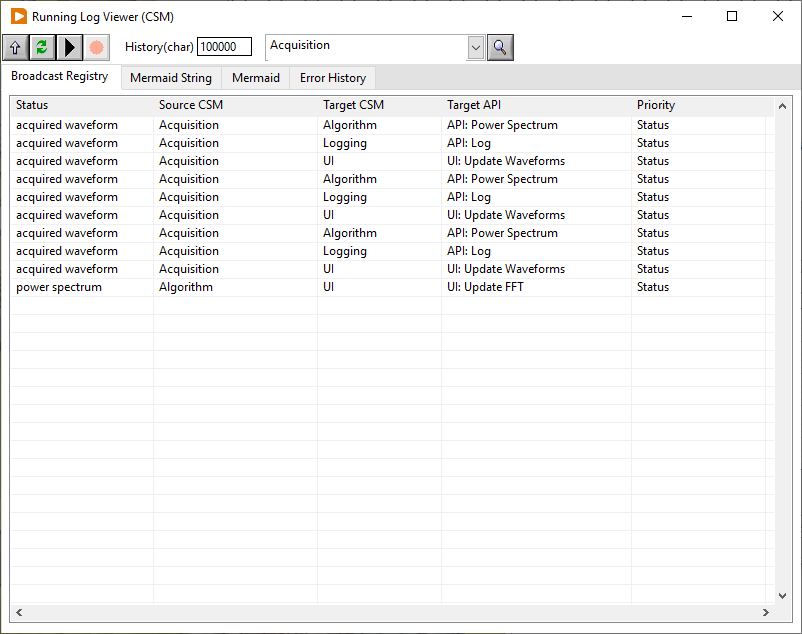 Running Log Viewer (CSM)
History(char) 100000 Acquisition
Broadcast Registry Mermaid String Mermaid Error History
Status Source CSM Target CSM Target API Priority
acquired waveform Acquisition Algorithm API: Power Spectrum Status
acquired waveform Acquisition Logging API: Log Status
acquired waveform Acquisition UI UI: Update Waveforms Status
acquired waveform Acquisition Algorithm API: Power Spectrum Status
acquired waveform Acquisition Logging API: Log Status
acquired waveform Acquisition UI UI: Update Waveforms Status
acquired waveform Acquisition Algorithm API: Power Spectrum Status
acquired waveform Acquisition Logging API: Log Status
acquired waveform Acquisition UI UI: Update Waveforms Status
power spectrum Algorithm UI UI: Update FFT Status